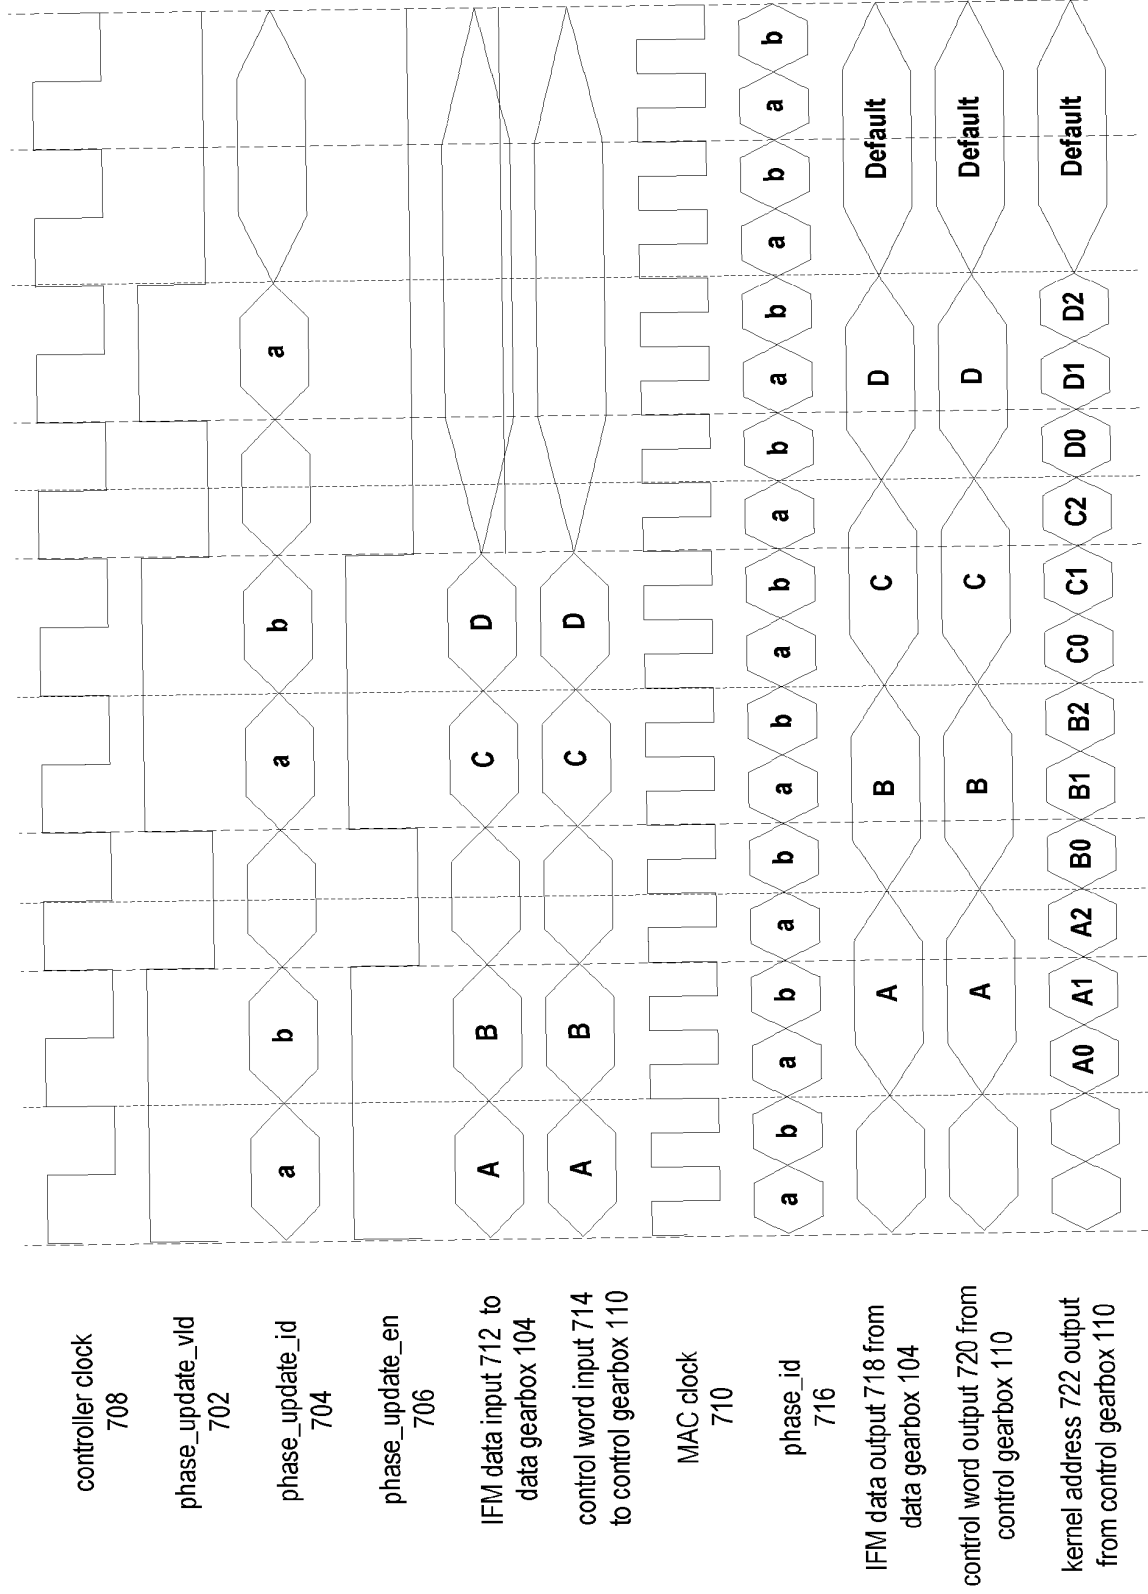 controller clock
708
phase_update_vld
702
phase_update_id
704
a b a b a
phase_update_en
706
IFM data input 712 to
data gearbox 104
A B C D
control word input 714
to control gearbox 110
A B C D
MAC clock
710
phase_id
716
a b a b a b a b a b a b a b a b a b
IFM data output 718 from
data gearbox 104
A B C D Default
control word output 720 from
control gearbox 110
A B C D Default
kernel address 722 output
from control gearbox 110
A0 A1 A2 B0 B1 B2 C0 C1 C2 D0 D1 D2 Default